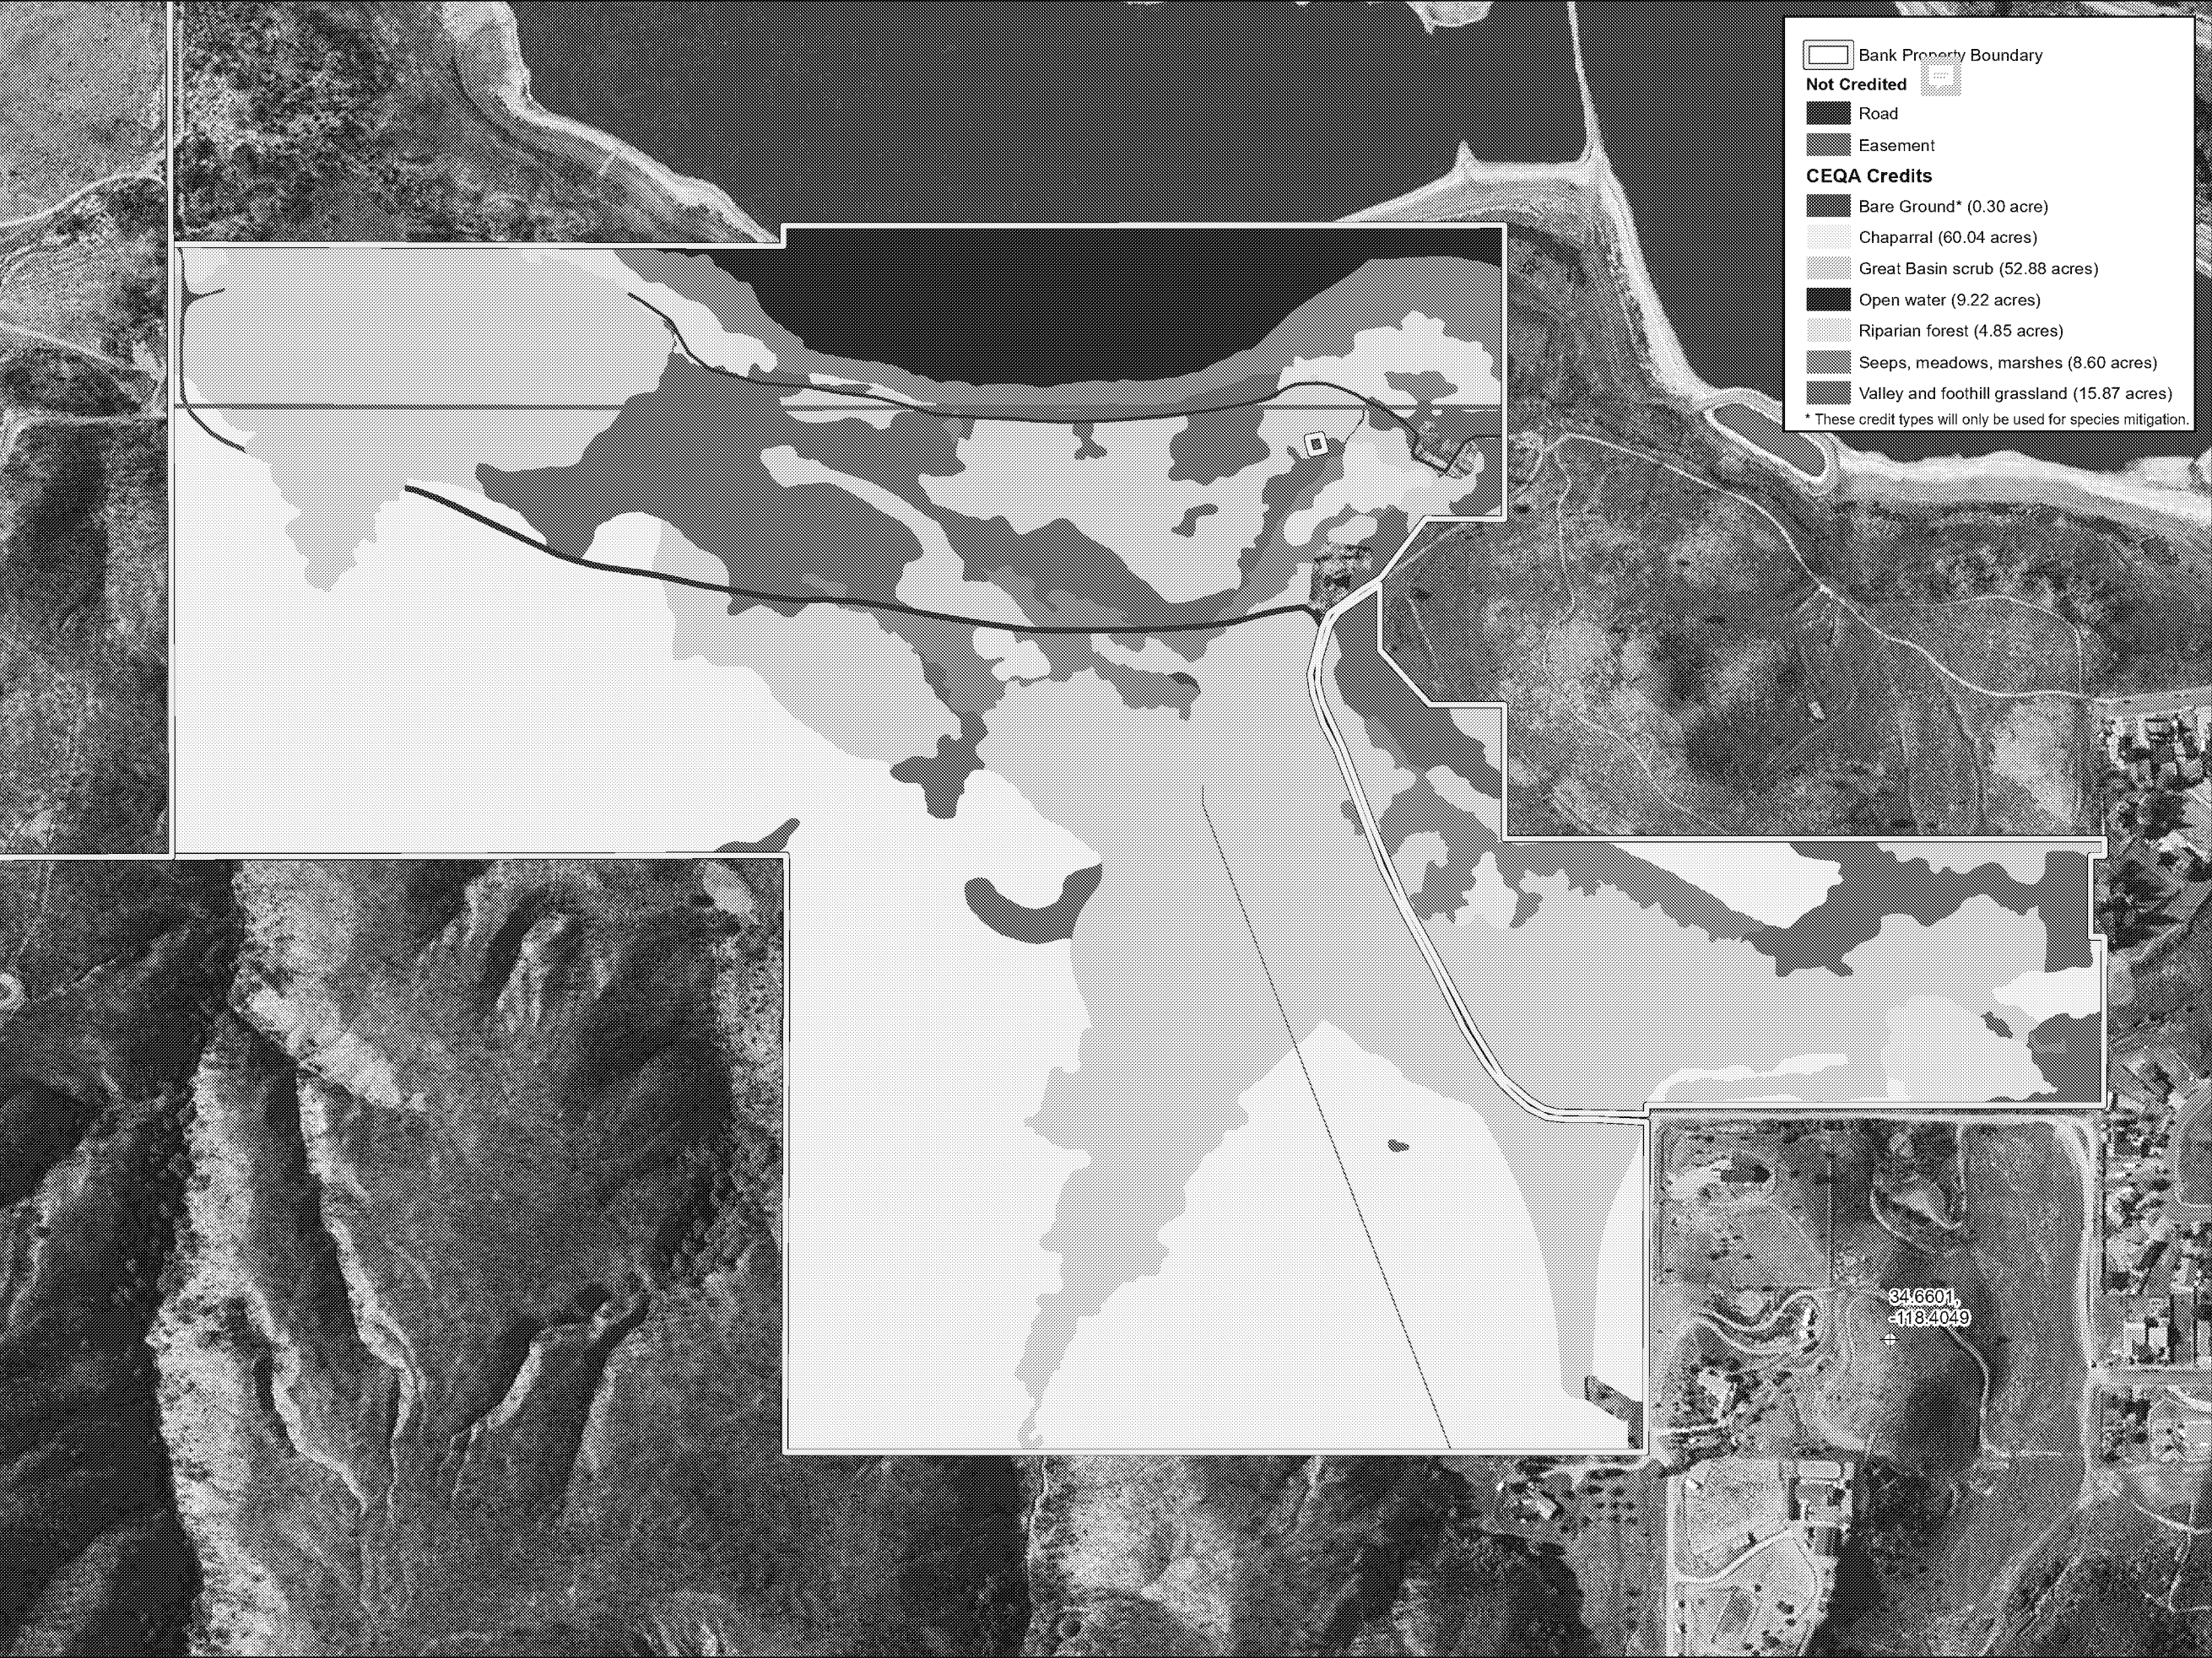 Bank Property Boundary
Not Credited
Road
Easement
CEQA Credits
Bare Ground* (0.30 acre)
Chaparral (60.04 acres)
Great Basin scrub (52.88 acres)
Open water (9.22 acres)
Riparian forest (4.85 acres)
Seeps, meadows, marshes (8.60 acres)
Valley and foothill grassland (15.87 acres)
* These credit types will only be used for species mitigation.
34.6601,
-118.4049